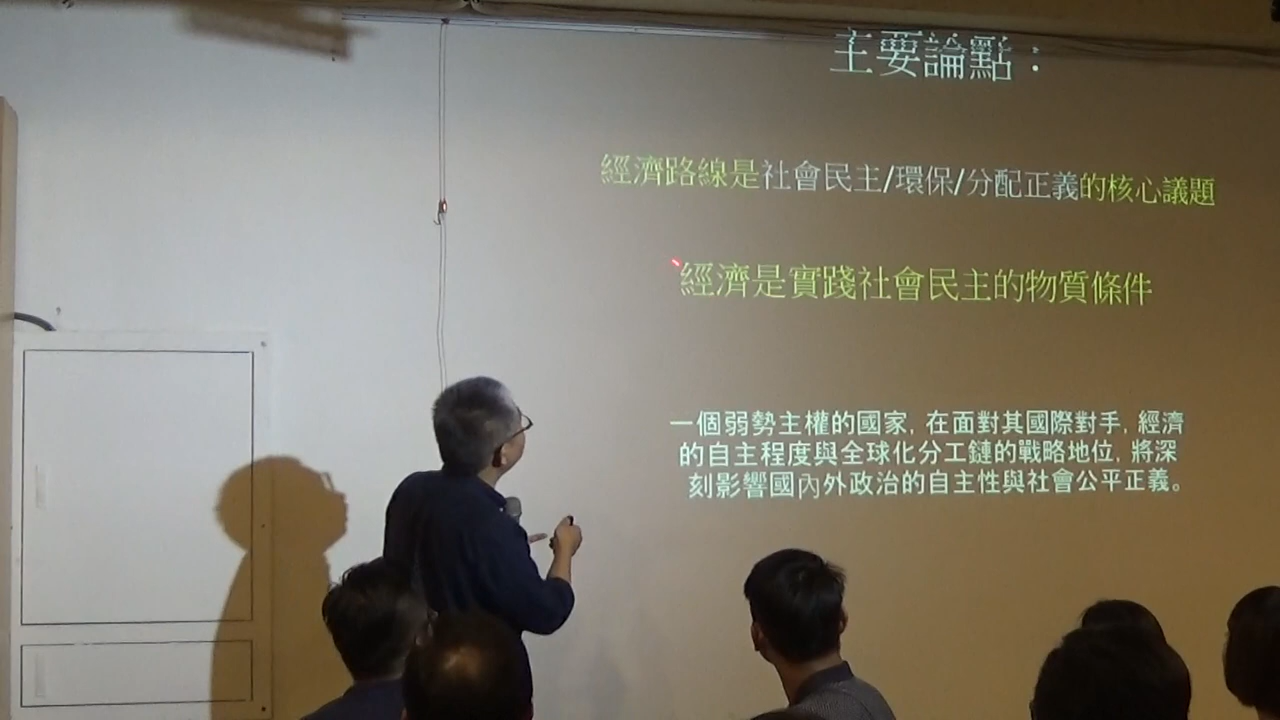 主要論點：
經濟路線是社會民主/環保/分配正義的核心議題
經濟是實踐社會民主的物質條件
一個弱勢主權的國家，在面對其國際對手，經濟
的自主程度與全球化分工鏈的戰略地位，將深
刻影響國內外政治的自主性與社會公平正義。